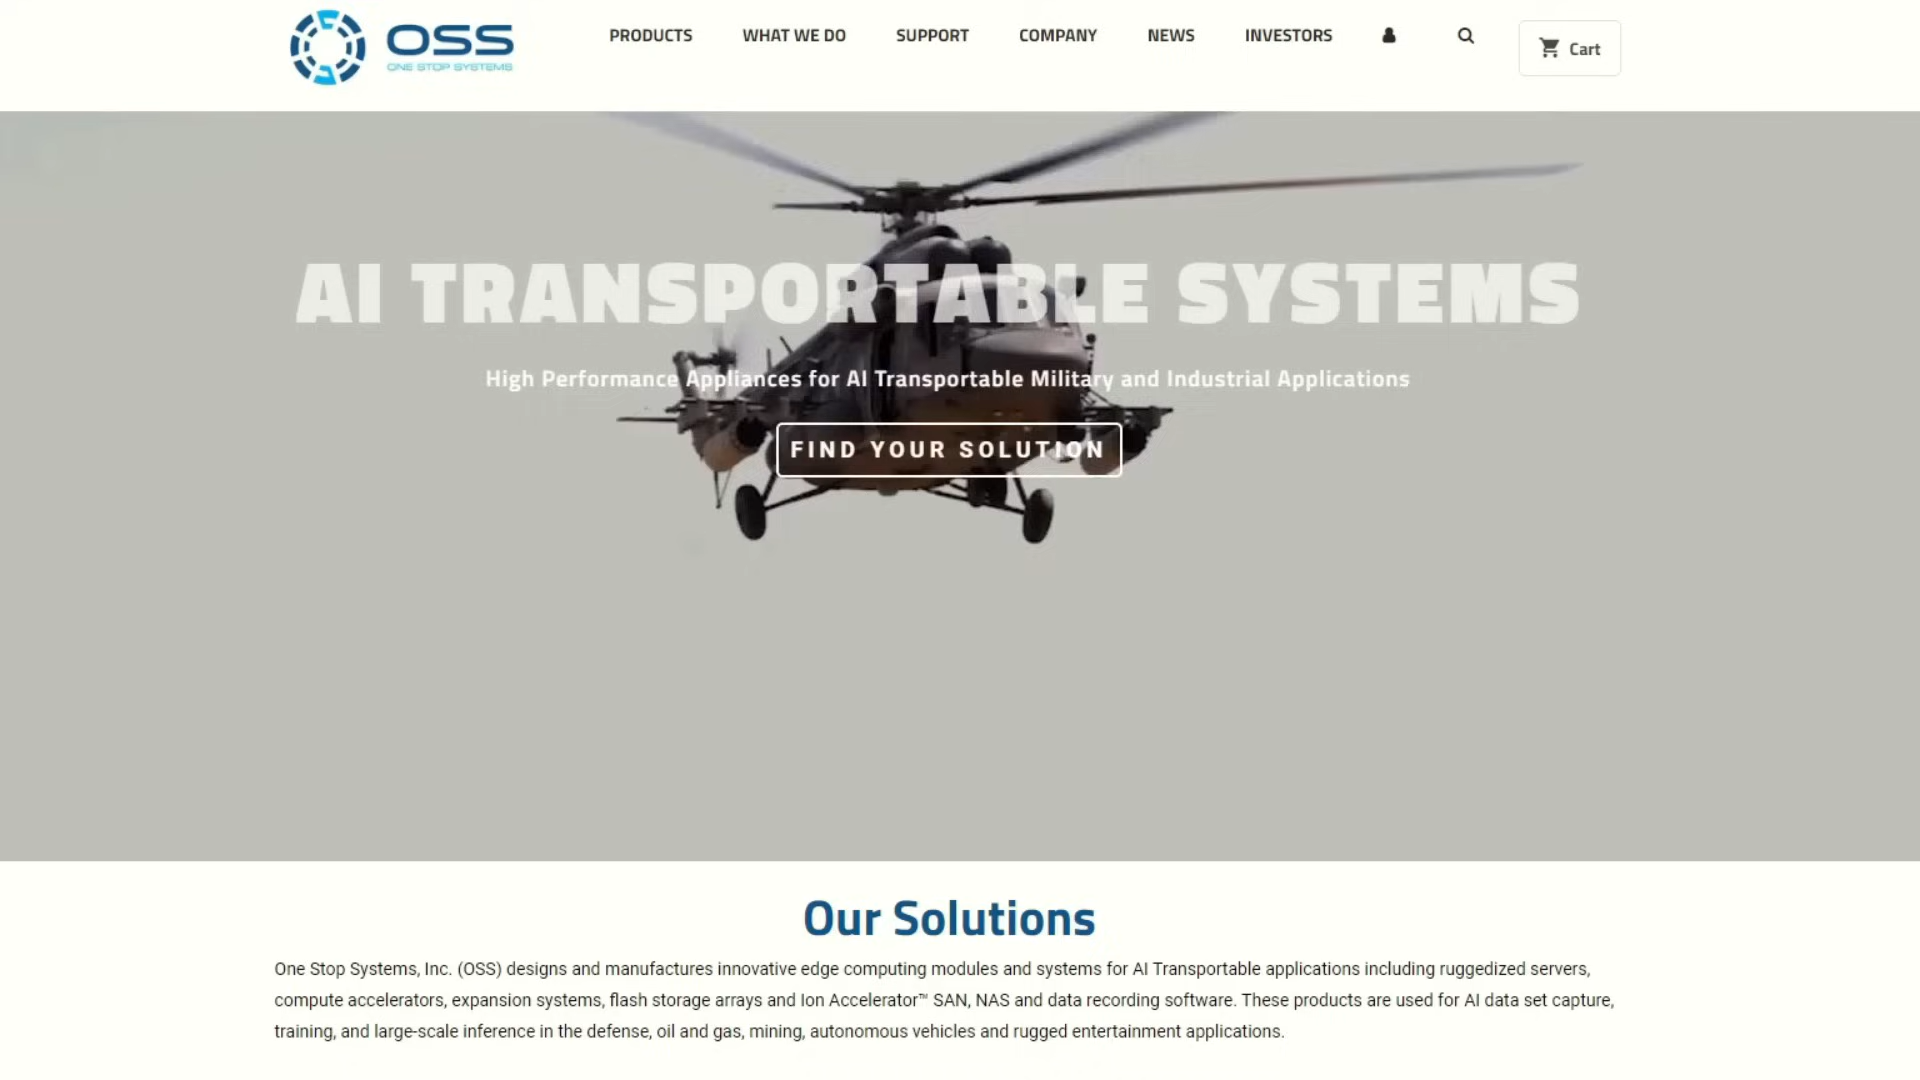 OSS
ONE STOP SYSTEMS
PRODUCTS
WHAT WE DO
SUPPORT
COMPANY
NEWS
INVESTORS
Cart
AI TRANSPORTABLE SYSTEMS
High Performance Appliances for AI Transportable Military and Industrial Applications
FIND YOUR SOLUTION
Our Solutions
One Stop Systems, Inc. (OSS) designs and manufactures innovative edge computing modules and systems for AI Transportable applications including ruggedized servers,
compute accelerators, expansion systems, flash storage arrays and Ion Accelerator™ SAN, NAS and data recording software. These products are used for AI data set capture,
training, and large-scale inference in the defense, oil and gas, mining, autonomous vehicles and rugged entertainment applications.